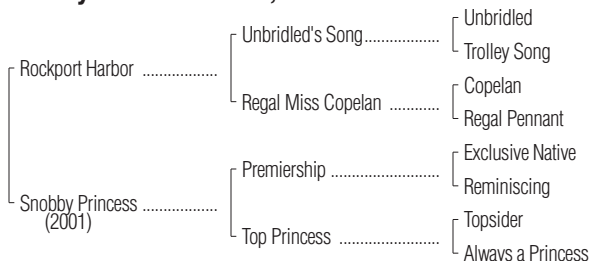 Unbridled
Unbridled's Song..................
Trolley Song
Rockport Harbor .................
Copelan
Regal Miss Copelan ............
Regal Pennant
Exclusive Native
Premiership .........................
Reminiscing
Snobby Princess .................
(2001)
Topsider
Top Princess .......................
Always a Princess